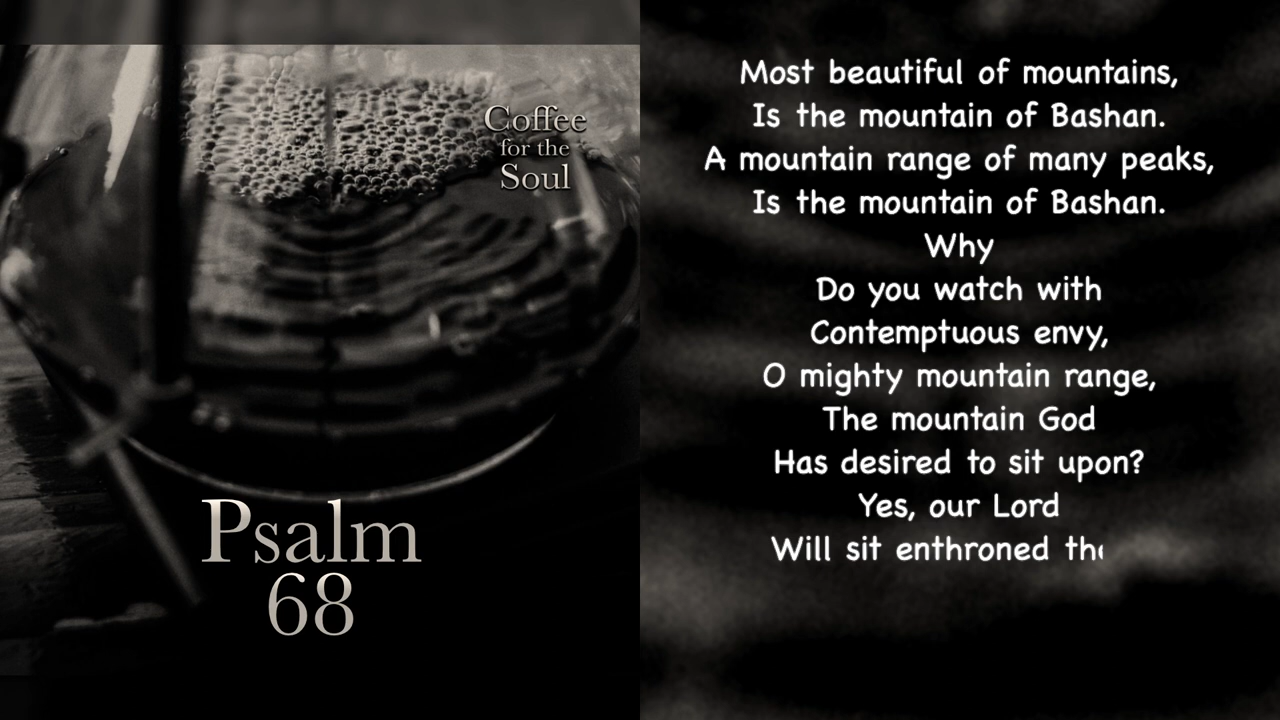 Coffee
for the
Soul
Psalm
68
Most beautiful of mountains,
Is the mountain of Bashan.
A mountain range of many peaks,
Is the mountain of Bashan.
Why
Do you watch with
Contemptuous envy,
O mighty mountain range,
The mountain God
Has desired to sit upon?
Yes, our Lord
Will sit enthroned